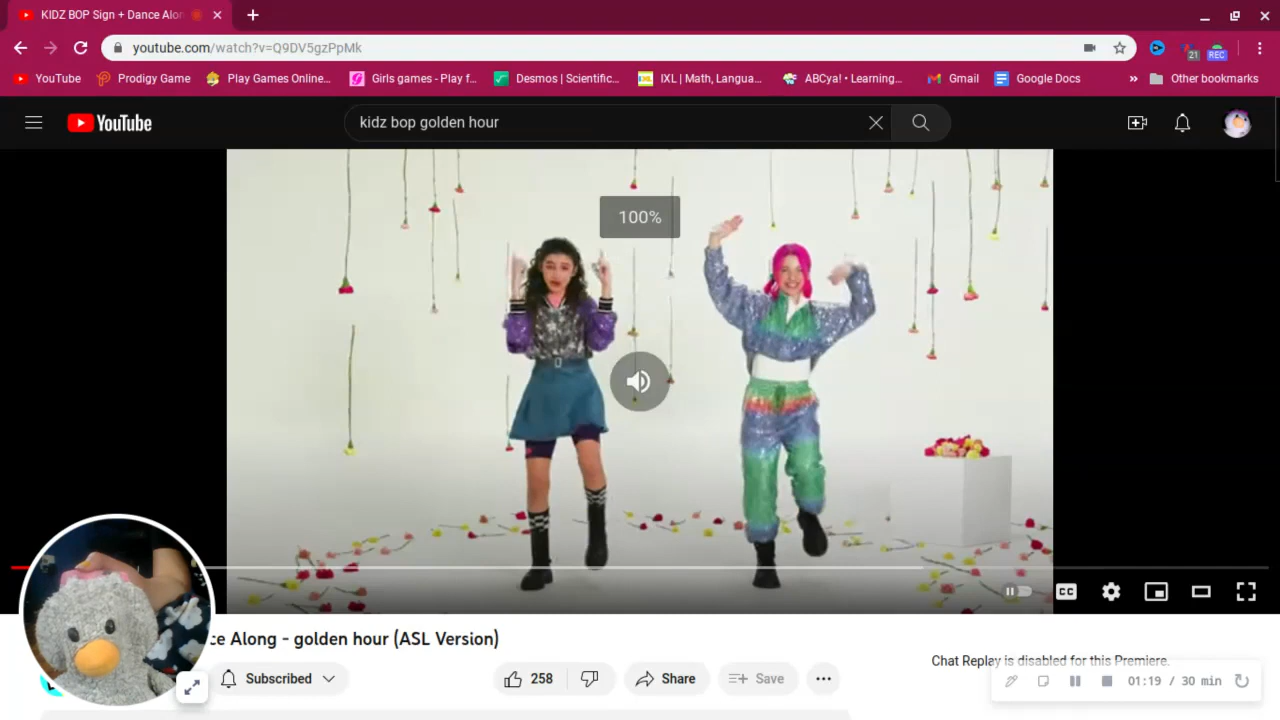 KIDZ BOP Sign + Dance Alon
youtube.com/watch?v=Q9DV5gzPpMk
21 REC
YouTube Prodigy Game Play Games Online... Girls games - Play f... Desmos | Scientific... IXL | Math, Langua... ABCya! • Learning... Gmail Google Docs » Other bookmarks
YouTube kidz bop golden hour
100%
CC
ce Along - golden hour (ASL Version)
Chat Replay is disabled for this Premiere.
Subscribed 258 Share Save
01:19 / 30 min